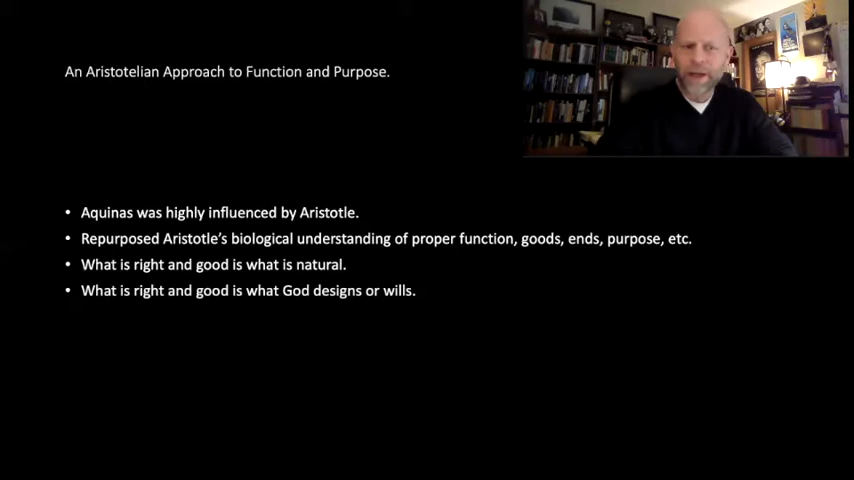 An Aristotelian Approach to Function and Purpose.
• Aquinas was highly influenced by Aristotle.
• Repurposed Aristotle's biological understanding of proper function, goods, ends, purpose, etc.
• What is right and good is what is natural.
• What is right and good is what God designs or wills.